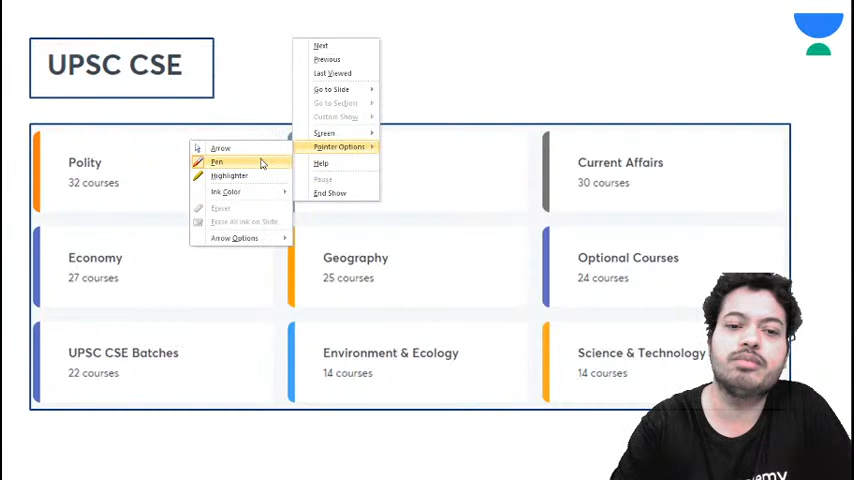 UPSC CSE
Next
Previous
Last Viewed
Go to Slide
Go to Section
Custom Show
Screen
Pointer Options
Help
Pause
End Show
Arrow
Pen
Highlighter
Ink Color
Eraser
Erase All Ink on Slide
Arrow Options
Polity
32 courses
Current Affairs
30 courses
Economy
27 courses
Geography
25 courses
Optional Courses
24 courses
UPSC CSE Batches
22 courses
Environment & Ecology
14 courses
Science & Technology
14 courses